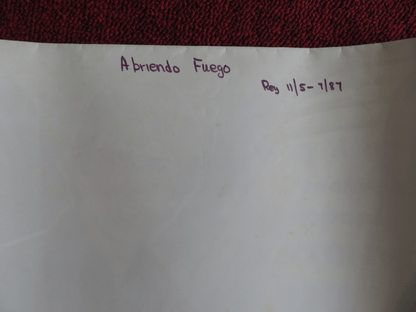 Abriendo Fuego
Reg 11/5-7/87